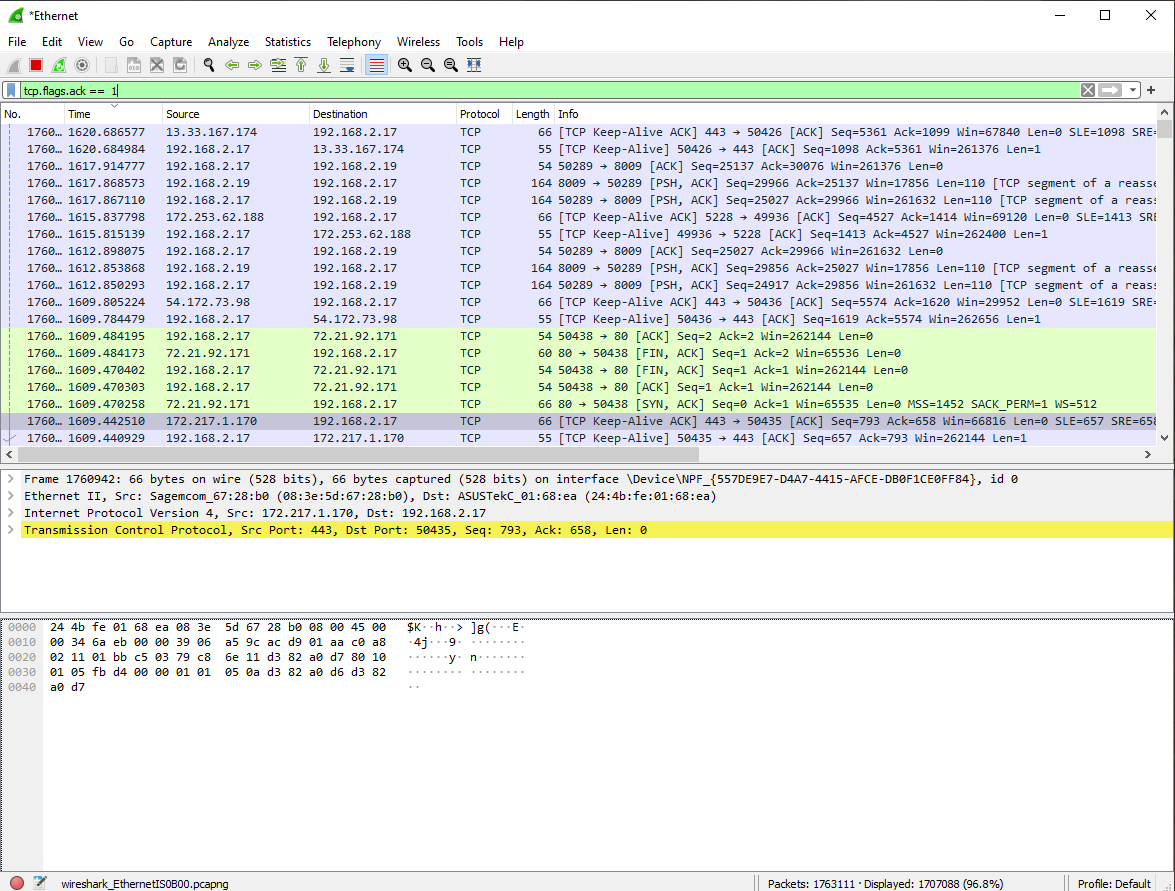 *Ethernet
File Edit View Go Capture Analyze Statistics Telephony Wireless Tools Help
tcp.flags.ack == 1
No. Time Source Destination Protocol Length Info
1760… 1620.686577 13.33.167.174 192.168.2.17 TCP 66 [TCP Keep-Alive ACK] 443 → 50426 [ACK] Seq=5361 Ack=1099 Win=67840 Len=0 SLE=1098 SRE=
1760… 1620.684984 192.168.2.17 13.33.167.174 TCP 55 [TCP Keep-Alive] 50426 → 443 [ACK] Seq=1098 Ack=5361 Win=261376 Len=1
1760… 1617.914777 192.168.2.17 192.168.2.19 TCP 54 50289 → 8009 [ACK] Seq=25137 Ack=30076 Win=261376 Len=0
1760… 1617.868573 192.168.2.19 192.168.2.17 TCP 164 8009 → 50289 [PSH, ACK] Seq=29966 Ack=25137 Win=17856 Len=110 [TCP segment of a reasse
1760… 1617.867110 192.168.2.17 192.168.2.19 TCP 164 50289 → 8009 [PSH, ACK] Seq=25027 Ack=29966 Win=261632 Len=110 [TCP segment of a reass
1760… 1615.837798 172.253.62.188 192.168.2.17 TCP 66 [TCP Keep-Alive ACK] 5228 → 49936 [ACK] Seq=4527 Ack=1414 Win=69120 Len=0 SLE=1413 SRE
1760… 1615.815139 192.168.2.17 172.253.62.188 TCP 55 [TCP Keep-Alive] 49936 → 5228 [ACK] Seq=1413 Ack=4527 Win=262400 Len=1
1760… 1612.898075 192.168.2.17 192.168.2.19 TCP 54 50289 → 8009 [ACK] Seq=25027 Ack=29966 Win=261632 Len=0
1760… 1612.853868 192.168.2.19 192.168.2.17 TCP 164 8009 → 50289 [PSH, ACK] Seq=29856 Ack=25027 Win=17856 Len=110 [TCP segment of a reasse
1760… 1612.850293 192.168.2.17 192.168.2.19 TCP 164 50289 → 8009 [PSH, ACK] Seq=24917 Ack=29856 Win=261632 Len=110 [TCP segment of a reass
1760… 1609.805224 54.172.73.98 192.168.2.17 TCP 66 [TCP Keep-Alive ACK] 443 → 50436 [ACK] Seq=5574 Ack=1620 Win=29952 Len=0 SLE=1619 SRE=
1760… 1609.784479 192.168.2.17 54.172.73.98 TCP 55 [TCP Keep-Alive] 50436 → 443 [ACK] Seq=1619 Ack=5574 Win=262656 Len=1
1760… 1609.484195 192.168.2.17 72.21.92.171 TCP 54 50438 → 80 [ACK] Seq=2 Ack=2 Win=262144 Len=0
1760… 1609.484173 72.21.92.171 192.168.2.17 TCP 60 80 → 50438 [FIN, ACK] Seq=1 Ack=2 Win=65536 Len=0
1760… 1609.470402 192.168.2.17 72.21.92.171 TCP 54 50438 → 80 [FIN, ACK] Seq=1 Ack=1 Win=262144 Len=0
1760… 1609.470303 192.168.2.17 72.21.92.171 TCP 54 50438 → 80 [ACK] Seq=1 Ack=1 Win=262144 Len=0
1760… 1609.470258 72.21.92.171 192.168.2.17 TCP 66 80 → 50438 [SYN, ACK] Seq=0 Ack=1 Win=65535 Len=0 MSS=1452 SACK_PERM=1 WS=512
1760… 1609.442510 172.217.1.170 192.168.2.17 TCP 66 [TCP Keep-Alive ACK] 443 → 50435 [ACK] Seq=793 Ack=658 Win=66816 Len=0 SLE=657 SRE=658
1760… 1609.440929 192.168.2.17 172.217.1.170 TCP 55 [TCP Keep-Alive] 50435 → 443 [ACK] Seq=657 Ack=793 Win=262144 Len=1
Frame 1760942: 66 bytes on wire (528 bits), 66 bytes captured (528 bits) on interface \Device\NPF_{557DE9E7-D4A7-4415-AFCE-DB0F1CE0FF84}, id 0
Ethernet II, Src: Sagemcom_67:28:b0 (08:3e:5d:67:28:b0), Dst: ASUSTekC_01:68:ea (24:4b:fe:01:68:ea)
Internet Protocol Version 4, Src: 172.217.1.170, Dst: 192.168.2.17
Transmission Control Protocol, Src Port: 443, Dst Port: 50435, Seq: 793, Ack: 658, Len: 0
0000 24 4b fe 01 68 ea 08 3e 5d 67 28 b0 08 00 45 00 $K··h··> ]g(···E·
0010 00 34 6a eb 00 00 39 06 a5 9c ac d9 01 aa c0 a8 ·4j···9· ········
0020 02 11 01 bb c5 03 79 c8 6e 11 d3 82 a0 d7 80 10 ······y· n·······
0030 01 05 fb d4 00 00 01 01 05 0a d3 82 a0 d6 d3 82 ········ ········
0040 a0 d7 ··
wireshark_EthernetIS0B00.pcapng Packets: 1763111 · Displayed: 1707088 (96.8%) Profile: Default